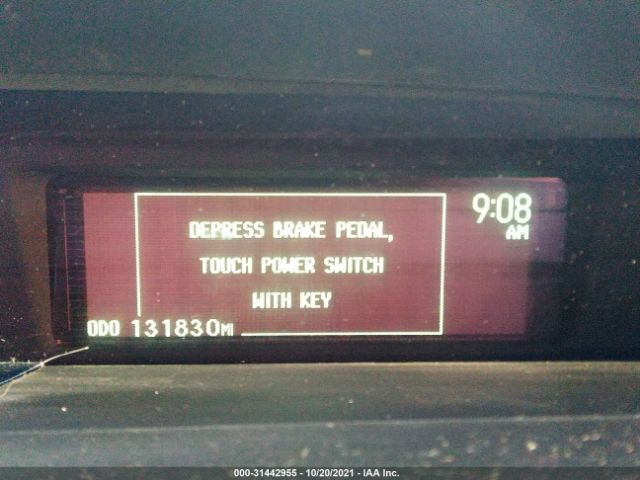 9:08
AM
DEPRESS BRAKE PEDAL,
TOUCH POWER SWITCH
WITH KEY
ODO 131830MI
000-31442955 - 10/20/2021 - IAA Inc.